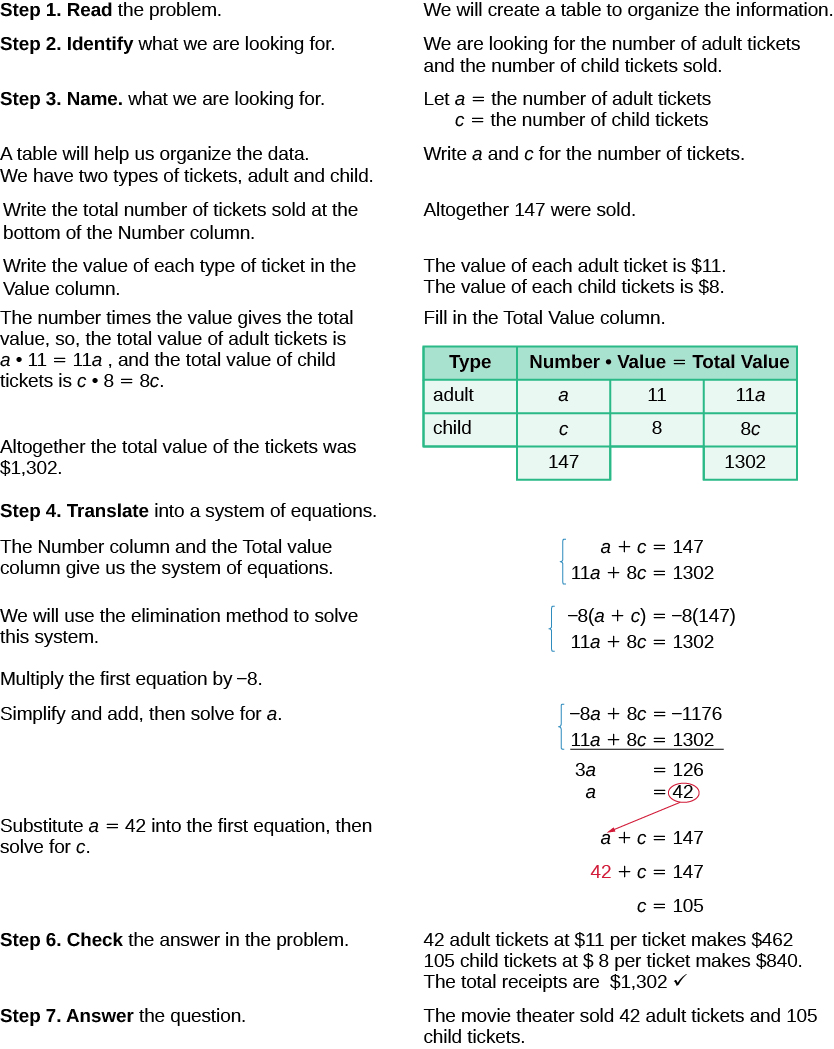 Step 1. Read the problem. We will create a table to organize the information.
Step 2. Identify what we are looking for. We are looking for the number of adult tickets
and the number of child tickets sold.
Step 3. Name. what we are looking for. Let a = the number of adult tickets
c = the number of child tickets
A table will help us organize the data. Write a and c for the number of tickets.
We have two types of tickets, adult and child.
Write the total number of tickets sold at the Altogether 147 were sold.
bottom of the Number column.
Write the value of each type of ticket in the The value of each adult ticket is $11.
Value column. The value of each child tickets is $8.
The number times the value gives the total Fill in the Total Value column.
value, so, the total value of adult tickets is
a • 11 = 11a , and the total value of child
tickets is c • 8 = 8c.
Type Number • Value = Total Value
adult a 11 11a
child c 8 8c
147 1302
Altogether the total value of the tickets was
$1,302.
Step 4. Translate into a system of equations.
The Number column and the Total value a + c = 147
column give us the system of equations. 11a + 8c = 1302
We will use the elimination method to solve −8(a + c) = −8(147)
this system. 11a + 8c = 1302
Multiply the first equation by −8.
Simplify and add, then solve for a. −8a + 8c = −1176
11a + 8c = 1302
3a = 126
a = 42
Substitute a = 42 into the first equation, then a + c = 147
solve for c.
42 + c = 147
c = 105
Step 6. Check the answer in the problem. 42 adult tickets at $11 per ticket makes $462
105 child tickets at $ 8 per ticket makes $840.
The total receipts are $1,302 ✓
Step 7. Answer the question. The movie theater sold 42 adult tickets and 105
child tickets.